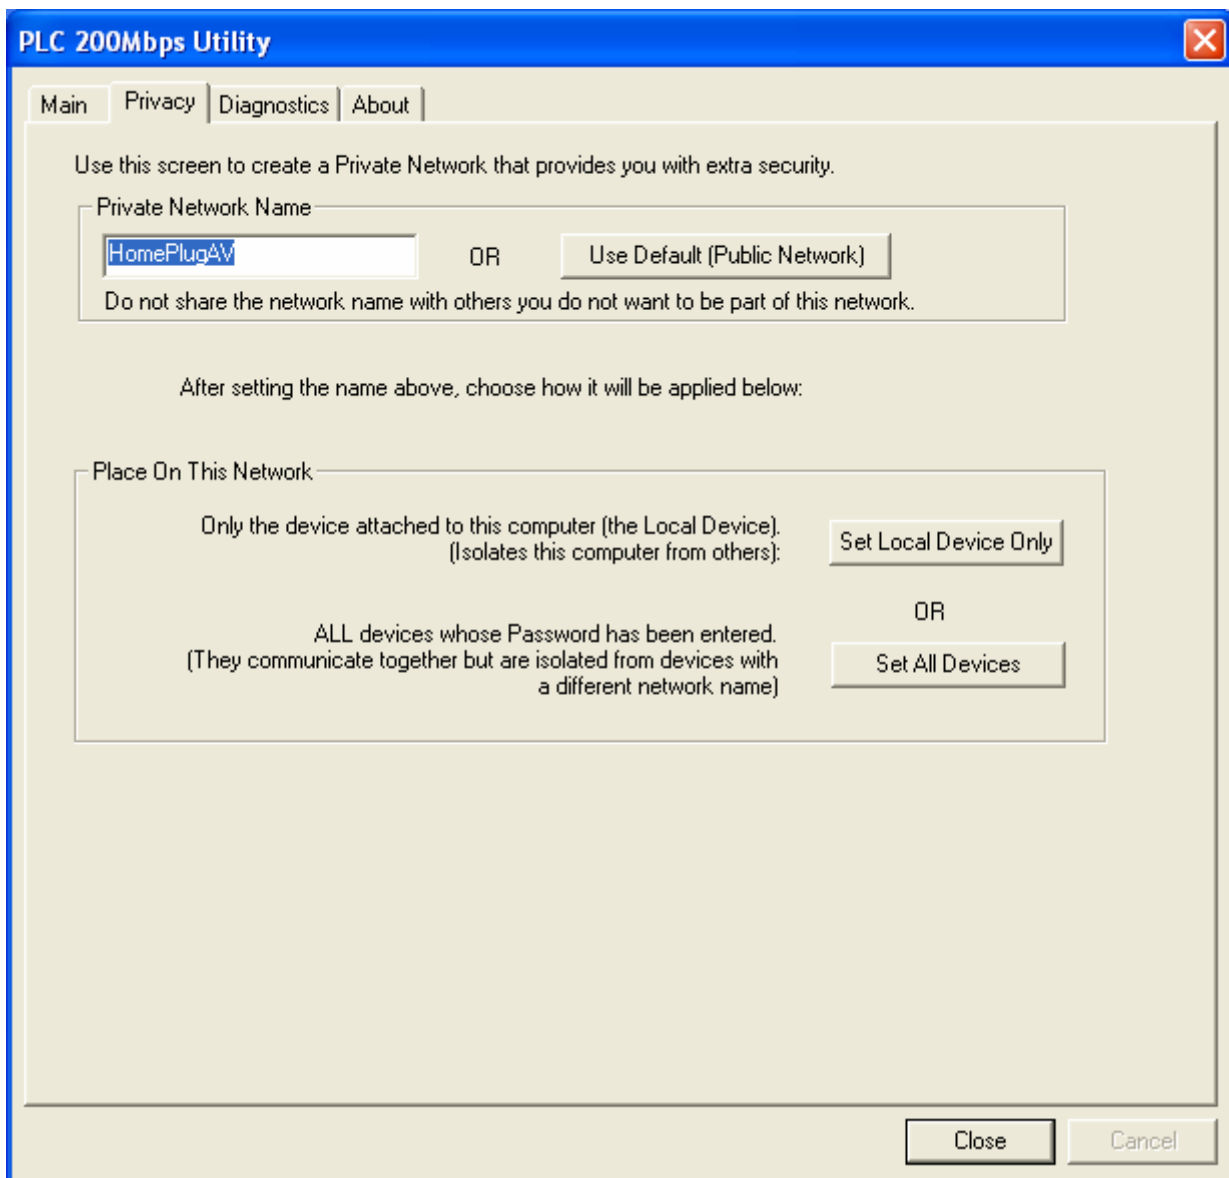 PLC 200Mbps Utility
Main Privacy Diagnostics About
Use this screen to create a Private Network that provides you with extra security.
Private Network Name
HomePlugAV OR Use Default (Public Network)
Do not share the network name with others you do not want to be part of this network.
After setting the name above, choose how it will be applied below:
Place On This Network
Only the device attached to this computer (the Local Device).
(Isolates this computer from others):
Set Local Device Only
OR
ALL devices whose Password has been entered.
(They communicate together but are isolated from devices with
a different network name)
Set All Devices
Close Cancel